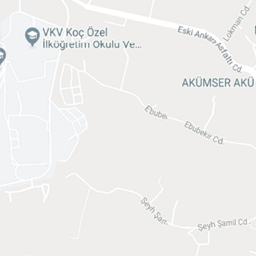 VKV Koç Özel
İlköğretim Okulu Ve...
Eski Ankara Asfaltı Cd.
Lokman Cd.
AKÜMSER AKÜ
Ebubekir Cd.
Şeyh Şamil Cd.